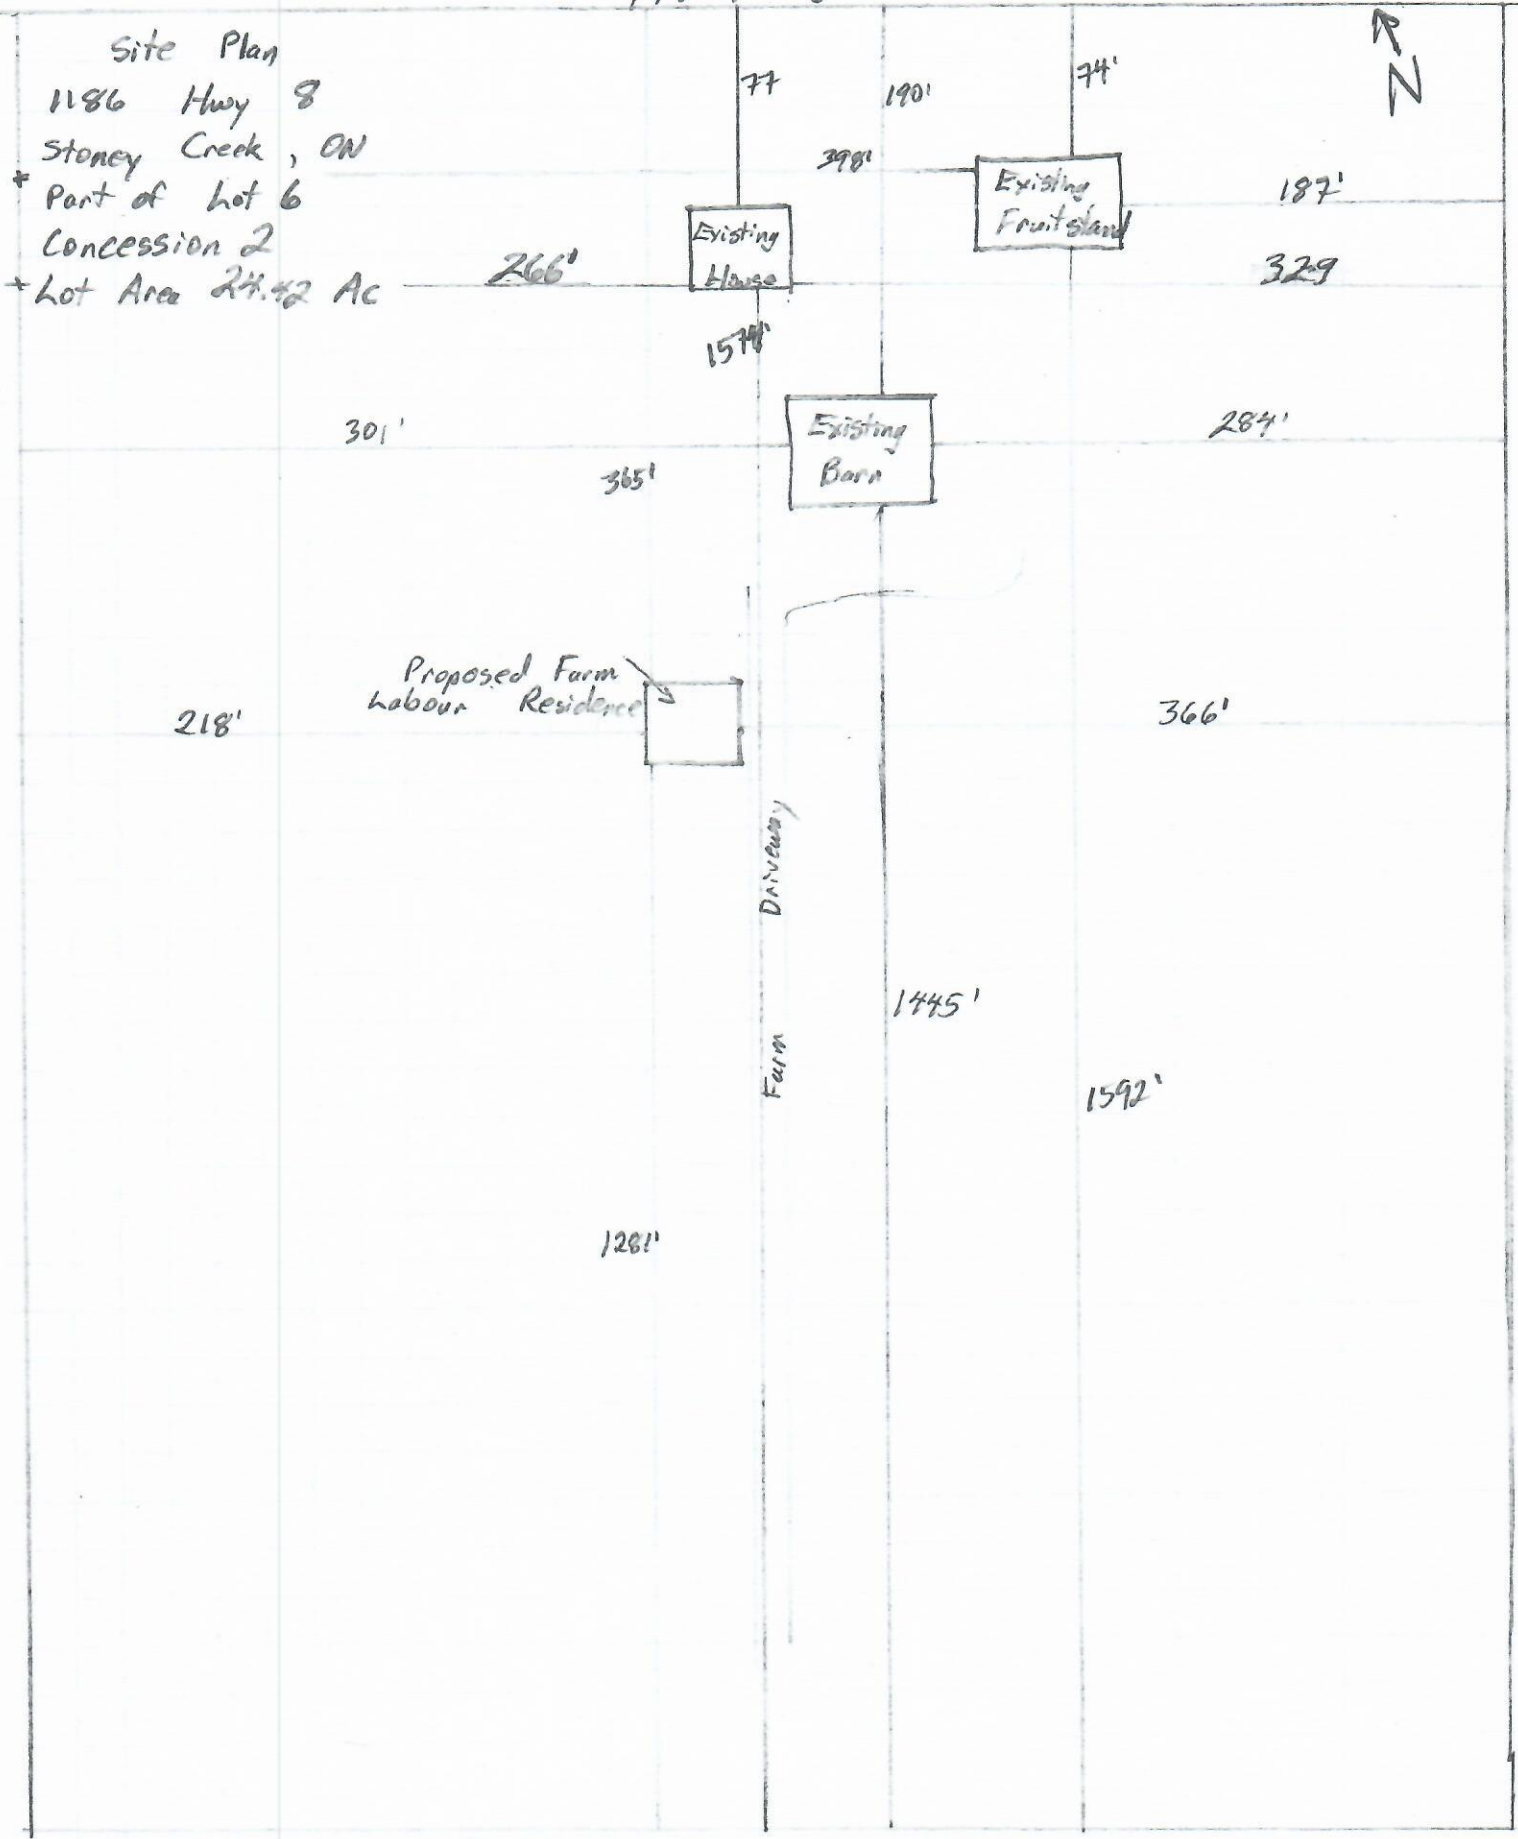 Site Plan
1186 Hwy 8
Stoney Creek, ON
* Part of Lot 6
Concession 2
* Lot Area 24.42 Ac
N
77
190'
74'
398'
Existing
Fruitstand
187'
Existing
House
266'
329
1574'
301'
Existing
Barn
284'
365'
Proposed Farm
Labour Residence
218'
366'
Farm Driveway
1445'
1592'
1281'